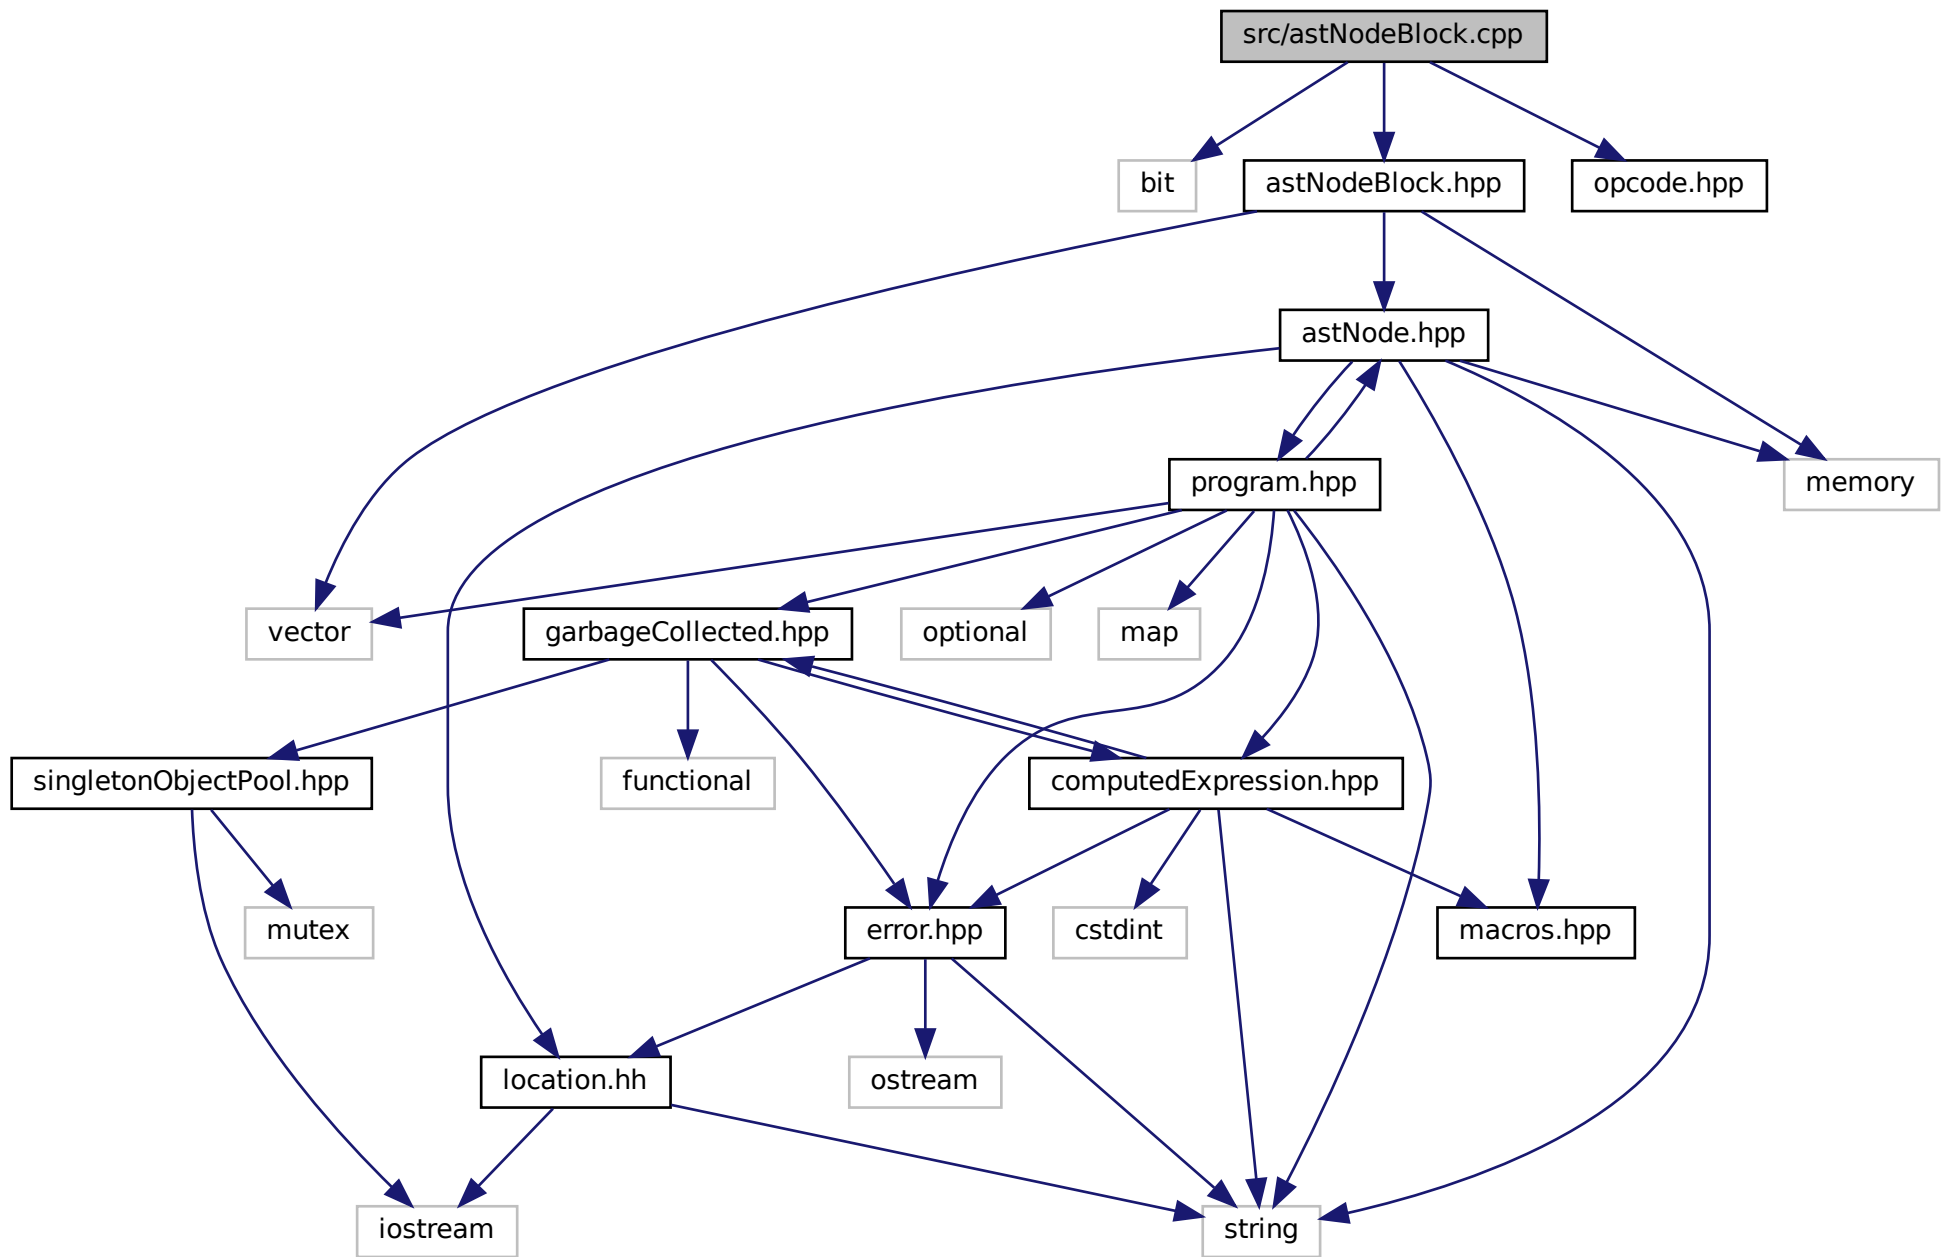 src/astNodeBlock.cpp
bit
astNodeBlock.hpp
opcode.hpp
astNode.hpp
program.hpp
memory
vector
garbageCollected.hpp
optional
map
singletonObjectPool.hpp
functional
computedExpression.hpp
mutex
error.hpp
cstdint
macros.hpp
location.hh
ostream
iostream
string